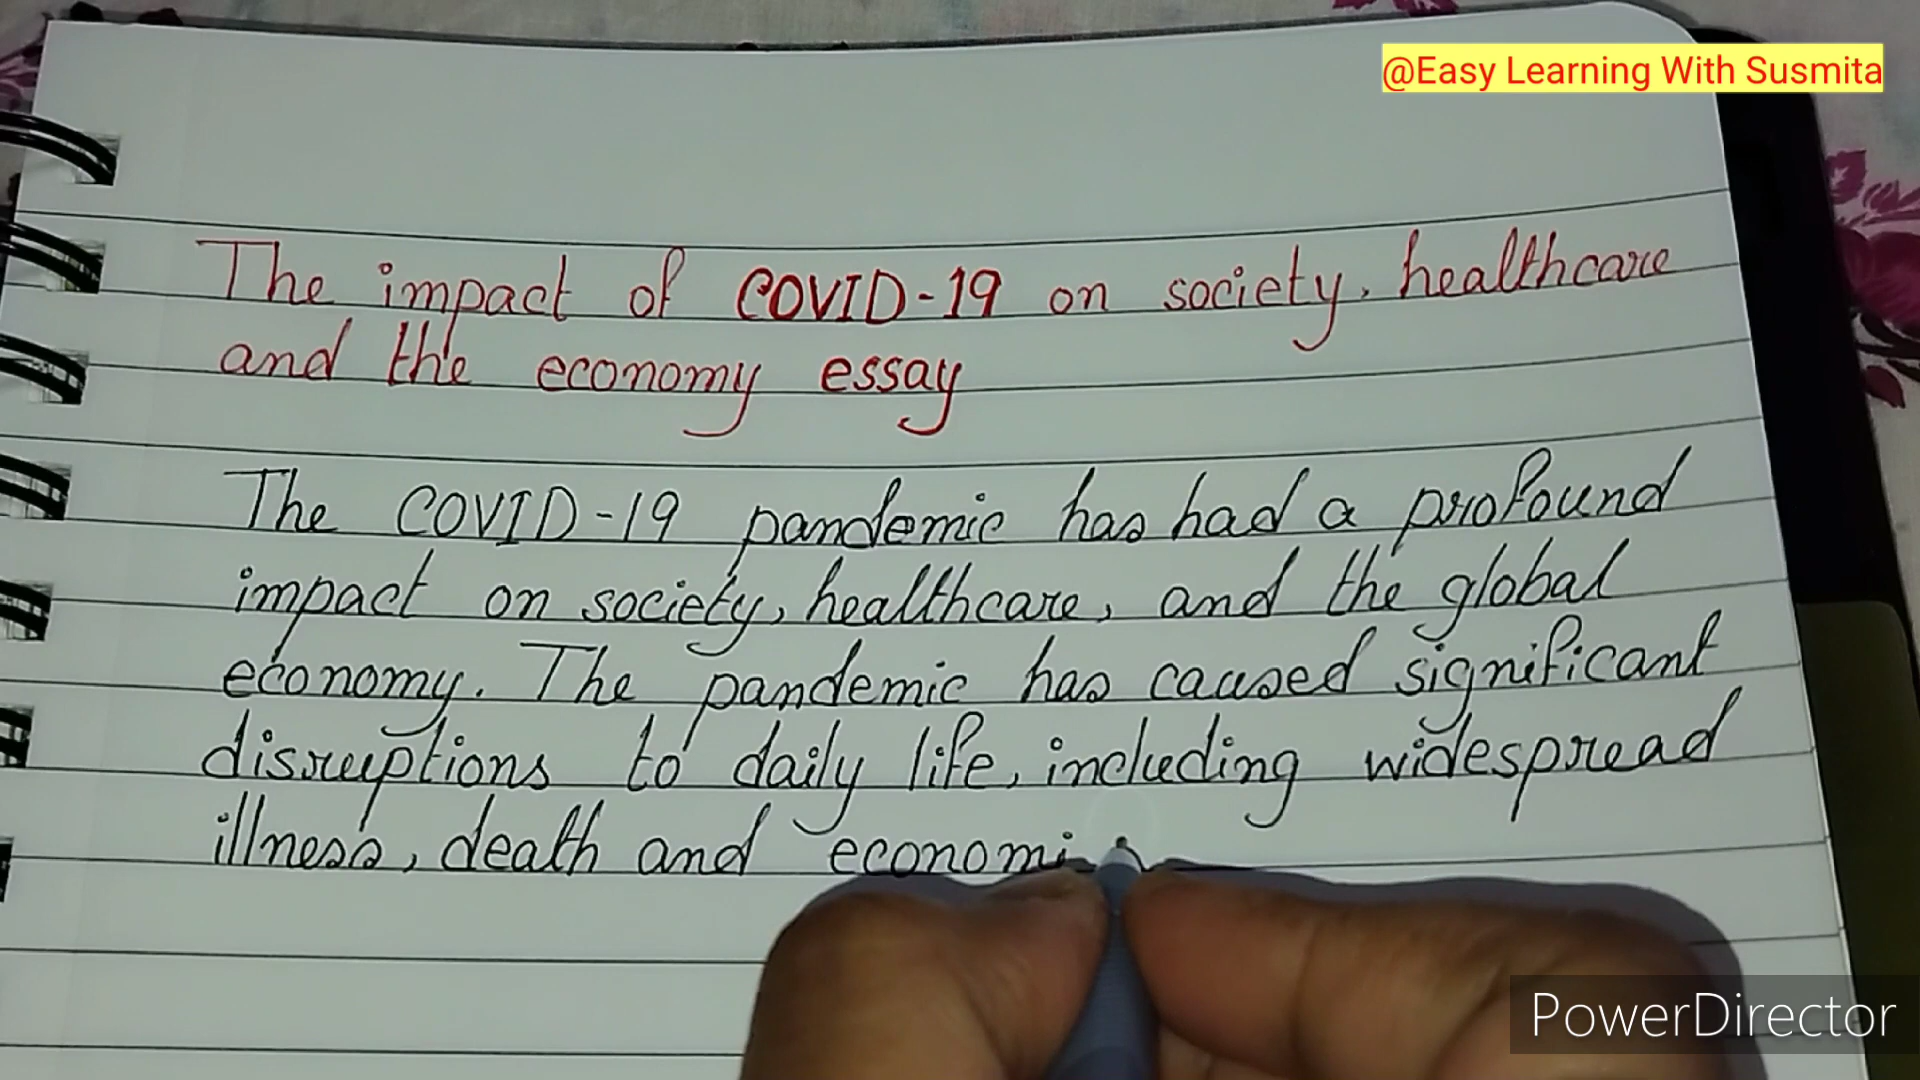 @Easy Learning With Susmita
The impact of COVID-19 on society, healthcare
and the economy essay
The COVID-19 pandemic has had a profound
impact on society, healthcare, and the global
economy. The pandemic has caused significant
disruptions to daily life, including widespread
illness, death and economi
PowerDirector